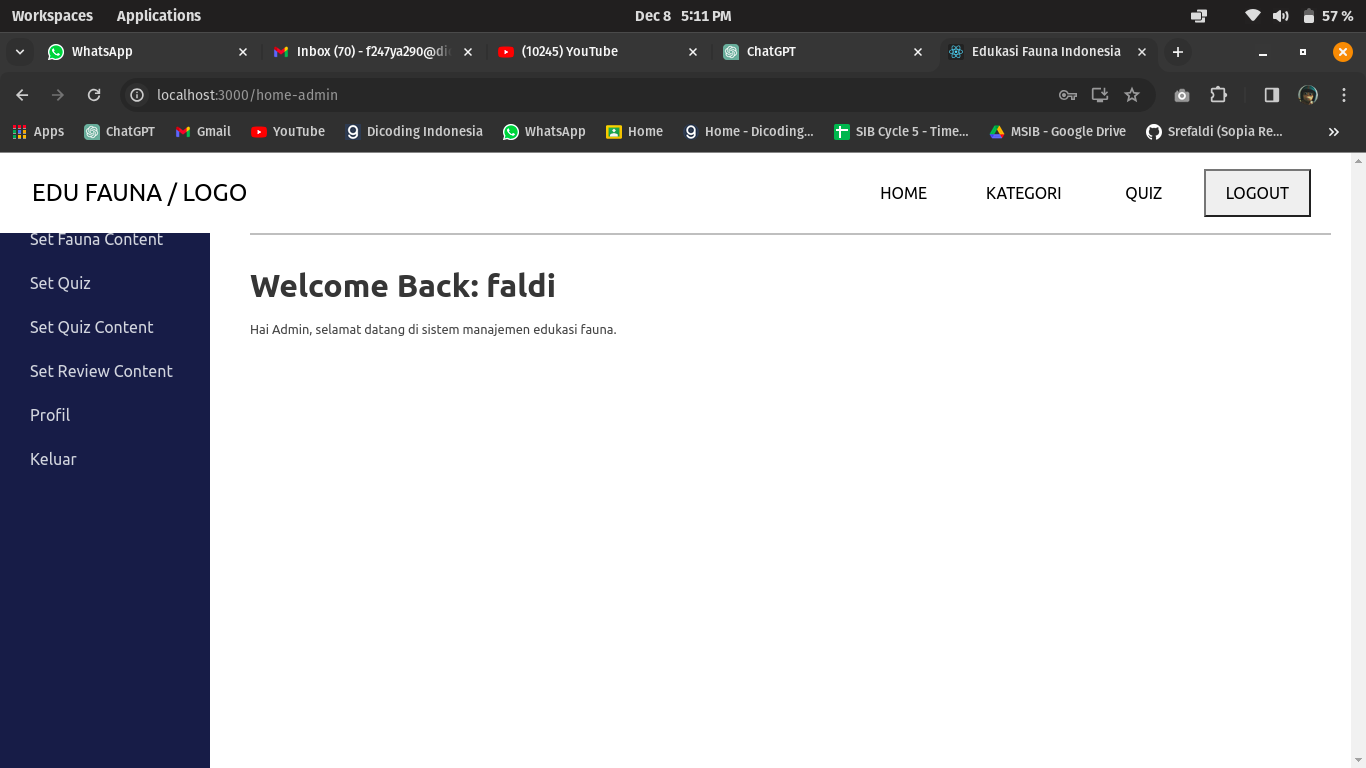 Workspaces Applications Dec 8 5:11 PM 57 %
WhatsApp Inbox (70) - f247ya290@di (10245) YouTube ChatGPT Edukasi Fauna Indonesia
localhost:3000/home-admin
Apps ChatGPT Gmail YouTube Dicoding Indonesia WhatsApp Home Home - Dicoding... SIB Cycle 5 - Time... MSIB - Google Drive Srefaldi (Sopia Re...
EDU FAUNA / LOGO HOME KATEGORI QUIZ LOGOUT
Set Fauna Content
Set Quiz
Set Quiz Content
Set Review Content
Profil
Keluar
Welcome Back: faldi
Hai Admin, selamat datang di sistem manajemen edukasi fauna.